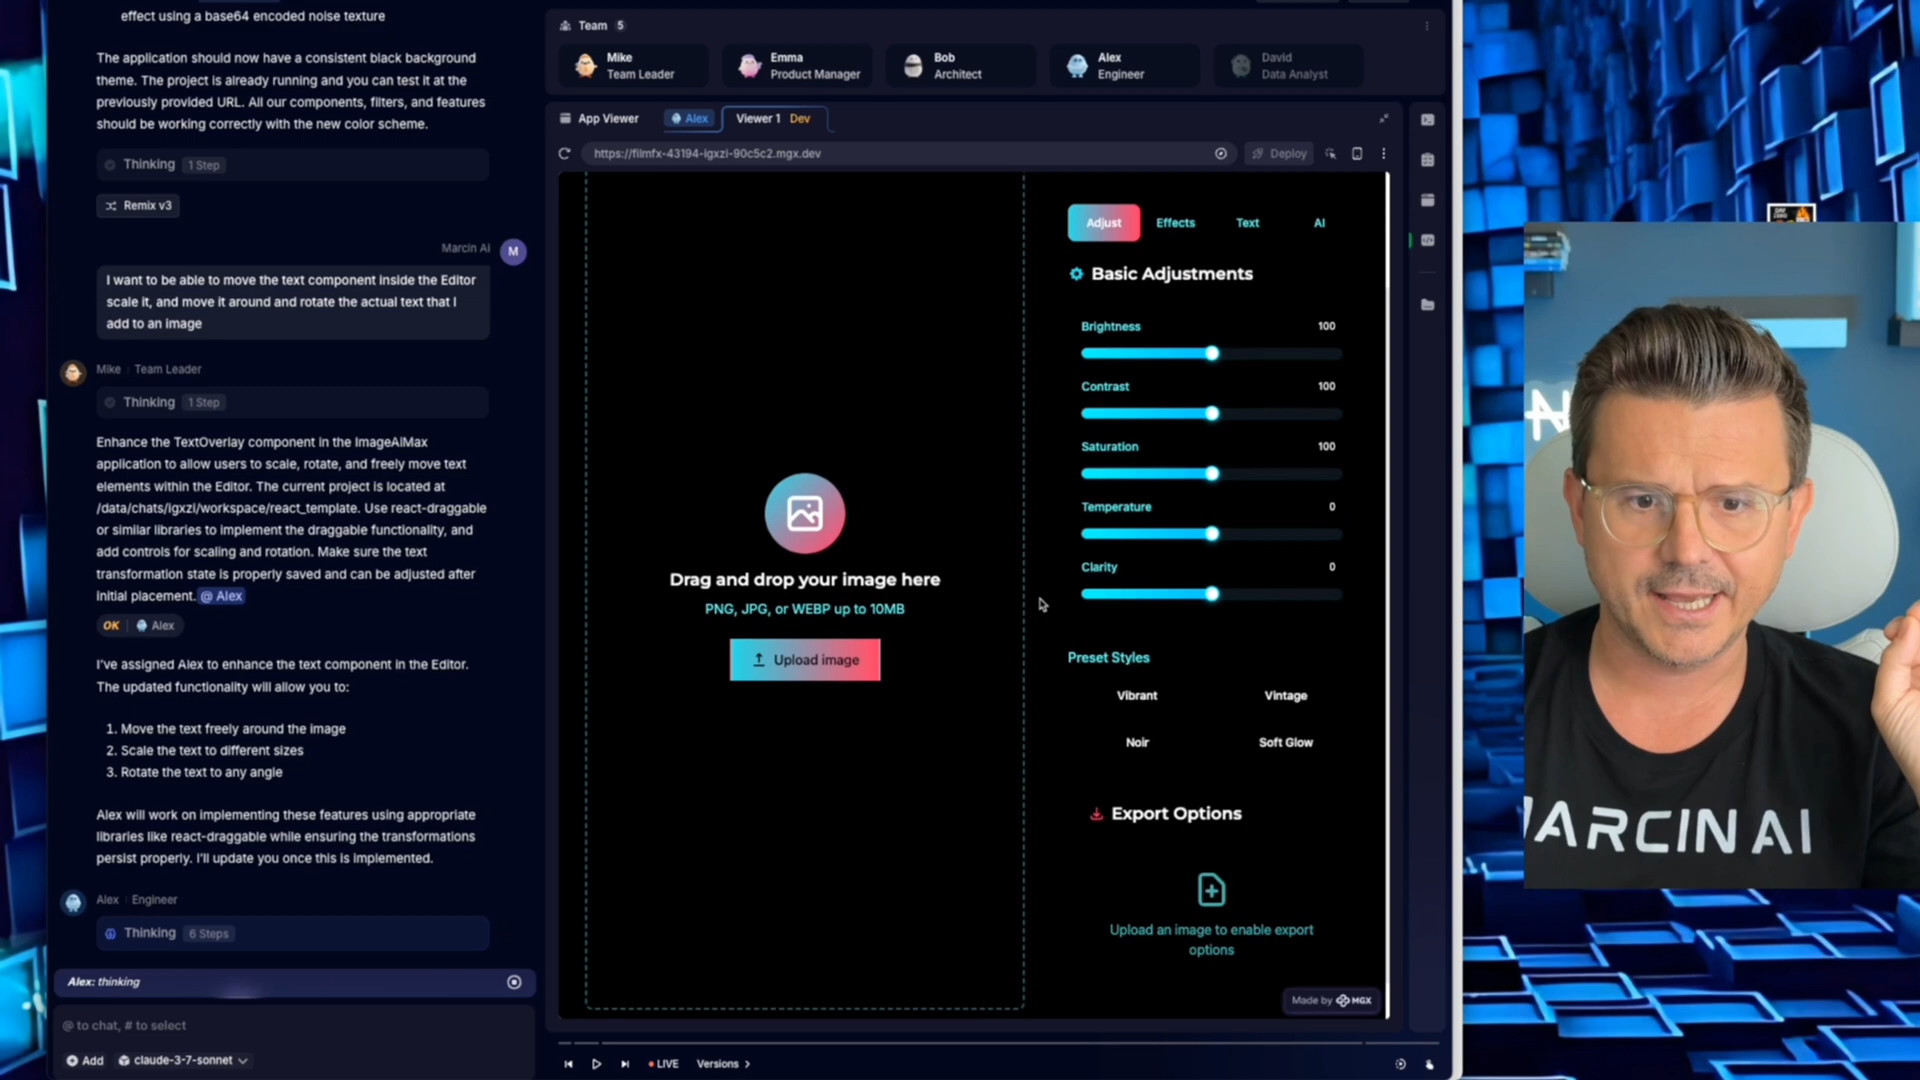 effect using a base64 encoded noise texture
The application should now have a consistent black background
theme. The project is already running and you can test it at the
previously provided URL. All our components, filters, and features
should be working correctly with the new color scheme.
Thinking 1 Step
Remix v3
Marcin AI M
I want to be able to move the text component inside the Editor
scale it, and move it around and rotate the actual text that I
add to an image
Mike Team Leader
Thinking 1 Step
Enhance the TextOverlay component in the ImageAiMax
application to allow users to scale, rotate, and freely move text
elements within the Editor. The current project is located at
/data/chats/igxzl/workspace/react_template. Use react-draggable
or similar libraries to implement the draggable functionality, and
add controls for scaling and rotation. Make sure the text
transformation state is properly saved and can be adjusted after
initial placement. @ Alex
OK Alex
I've assigned Alex to enhance the text component in the Editor.
The updated functionality will allow you to:
1. Move the text freely around the image
2. Scale the text to different sizes
3. Rotate the text to any angle
Alex will work on implementing these features using appropriate
libraries like react-draggable while ensuring the transformations
persist properly. I'll update you once this is implemented.
Alex Engineer
Thinking 6 Steps
Alex: thinking
@ to chat, # to select
Add claude-3-7-sonnet
Team 5
Mike
Team Leader
Emma
Product Manager
Bob
Architect
Alex
Engineer
David
Data Analyst
App Viewer Alex Viewer 1 Dev
https://filmfx-43194-igxzl-90c5c2.mgx.dev Deploy
Drag and drop your image here
PNG, JPG, or WEBP up to 10MB
Upload image
Adjust Effects Text AI
Basic Adjustments
Brightness 100
Contrast 100
Saturation 100
Temperature 0
Clarity 0
Preset Styles
Vibrant Vintage
Noir Soft Glow
Export Options
Upload an image to enable export
options
Made by MGX
LIVE Versions
MARCIN AI